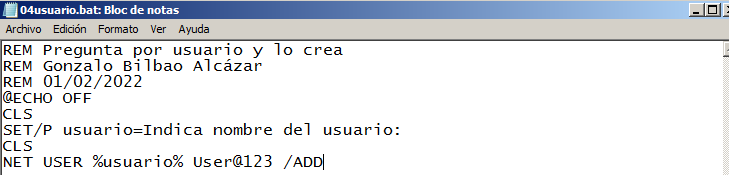 04usuario.bat: Bloc de notas
Archivo Edición Formato Ver Ayuda
REM Pregunta por usuario y lo crea
REM Gonzalo Bilbao Alcázar
REM 01/02/2022
@ECHO OFF
CLS
SET/P usuario=Indica nombre del usuario:
CLS
NET USER %usuario% User@123 /ADD